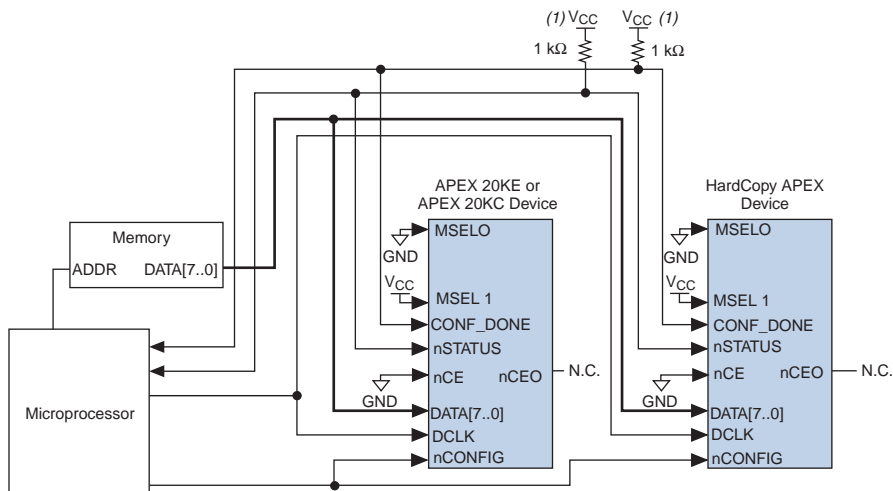 (1) VCC VCC (1)
1 kΩ 1 kΩ
APEX 20KE or
APEX 20KC Device
HardCopy APEX
Device
Memory
ADDR DATA[7..0]
Microprocessor
MSEL0
GND
VCC
MSEL 1
CONF_DONE
nSTATUS
nCE nCEO N.C.
GND
DATA[7..0]
DCLK
nCONFIG
MSEL0
GND
VCC
MSEL 1
CONF_DONE
nSTATUS
nCE nCEO N.C.
GND
DATA[7..0]
DCLK
nCONFIG